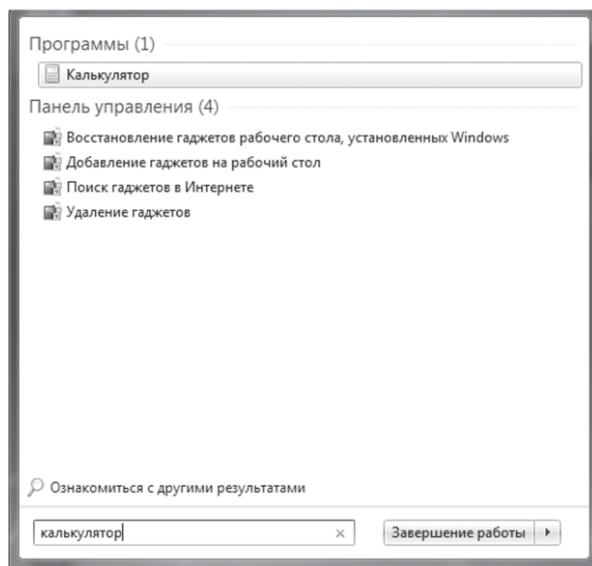 Программы (1)
Калькулятор
Панель управления (4)
Восстановление гаджетов рабочего стола, установленных Windows
Добавление гаджетов на рабочий стол
Поиск гаджетов в Интернете
Удаление гаджетов
Ознакомиться с другими результатами
калькулятор
Завершение работы